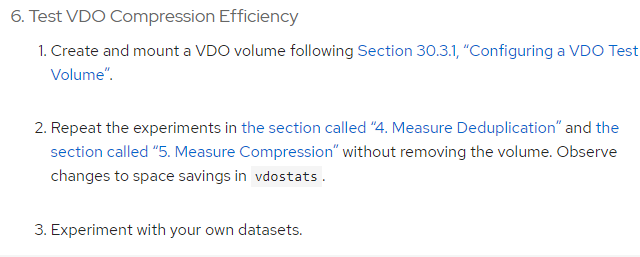 6. Test VDO Compression Efficiency
1. Create and mount a VDO volume following Section 30.3.1, “Configuring a VDO Test
Volume”.
2. Repeat the experiments in the section called “4. Measure Deduplication” and the
section called “5. Measure Compression” without removing the volume. Observe
changes to space savings in vdostats .
3. Experiment with your own datasets.